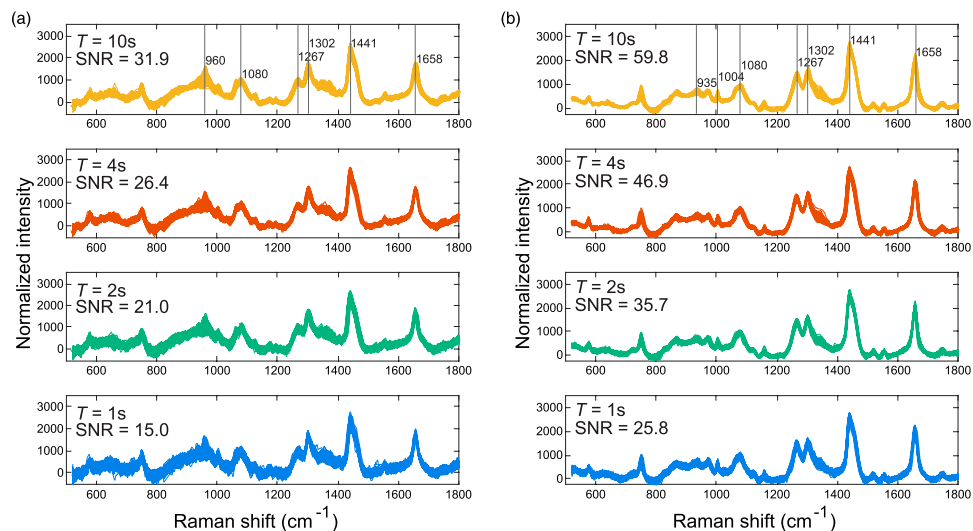 (a)
Normalized intensity
T = 10s
SNR = 31.9
960
1080
1267
1302
1441
1658
3000
2000
1000
0
600 800 1000 1200 1400 1600 1800
T = 4s
SNR = 26.4
3000
2000
1000
0
600 800 1000 1200 1400 1600 1800
T = 2s
SNR = 21.0
3000
2000
1000
0
600 800 1000 1200 1400 1600 1800
T = 1s
SNR = 15.0
3000
2000
1000
0
600 800 1000 1200 1400 1600 1800
Raman shift (cm⁻¹)
(b)
Normalized intensity
T = 10s
SNR = 59.8
935
1004
1080
1267
1302
1441
1658
3000
2000
1000
0
600 800 1000 1200 1400 1600 1800
T = 4s
SNR = 46.9
3000
2000
1000
0
600 800 1000 1200 1400 1600 1800
T = 2s
SNR = 35.7
3000
2000
1000
0
600 800 1000 1200 1400 1600 1800
T = 1s
SNR = 25.8
3000
2000
1000
0
600 800 1000 1200 1400 1600 1800
Raman shift (cm⁻¹)